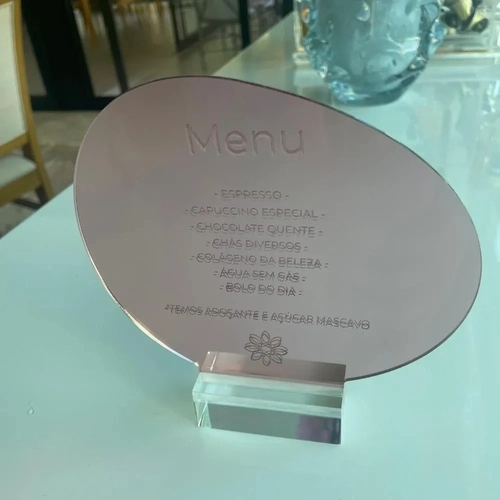 Menu
- ESPRESSO -
- CAPUCCINO ESPECIAL -
- CHOCOLATE QUENTE -
- CHÁS DIVERSOS -
- COLÁGENO DA BELEZA -
- ÁGUA SEM GÁS -
- BOLO DO DIA -
*TEMOS ADOÇANTE E AÇÚCAR MASCAVO